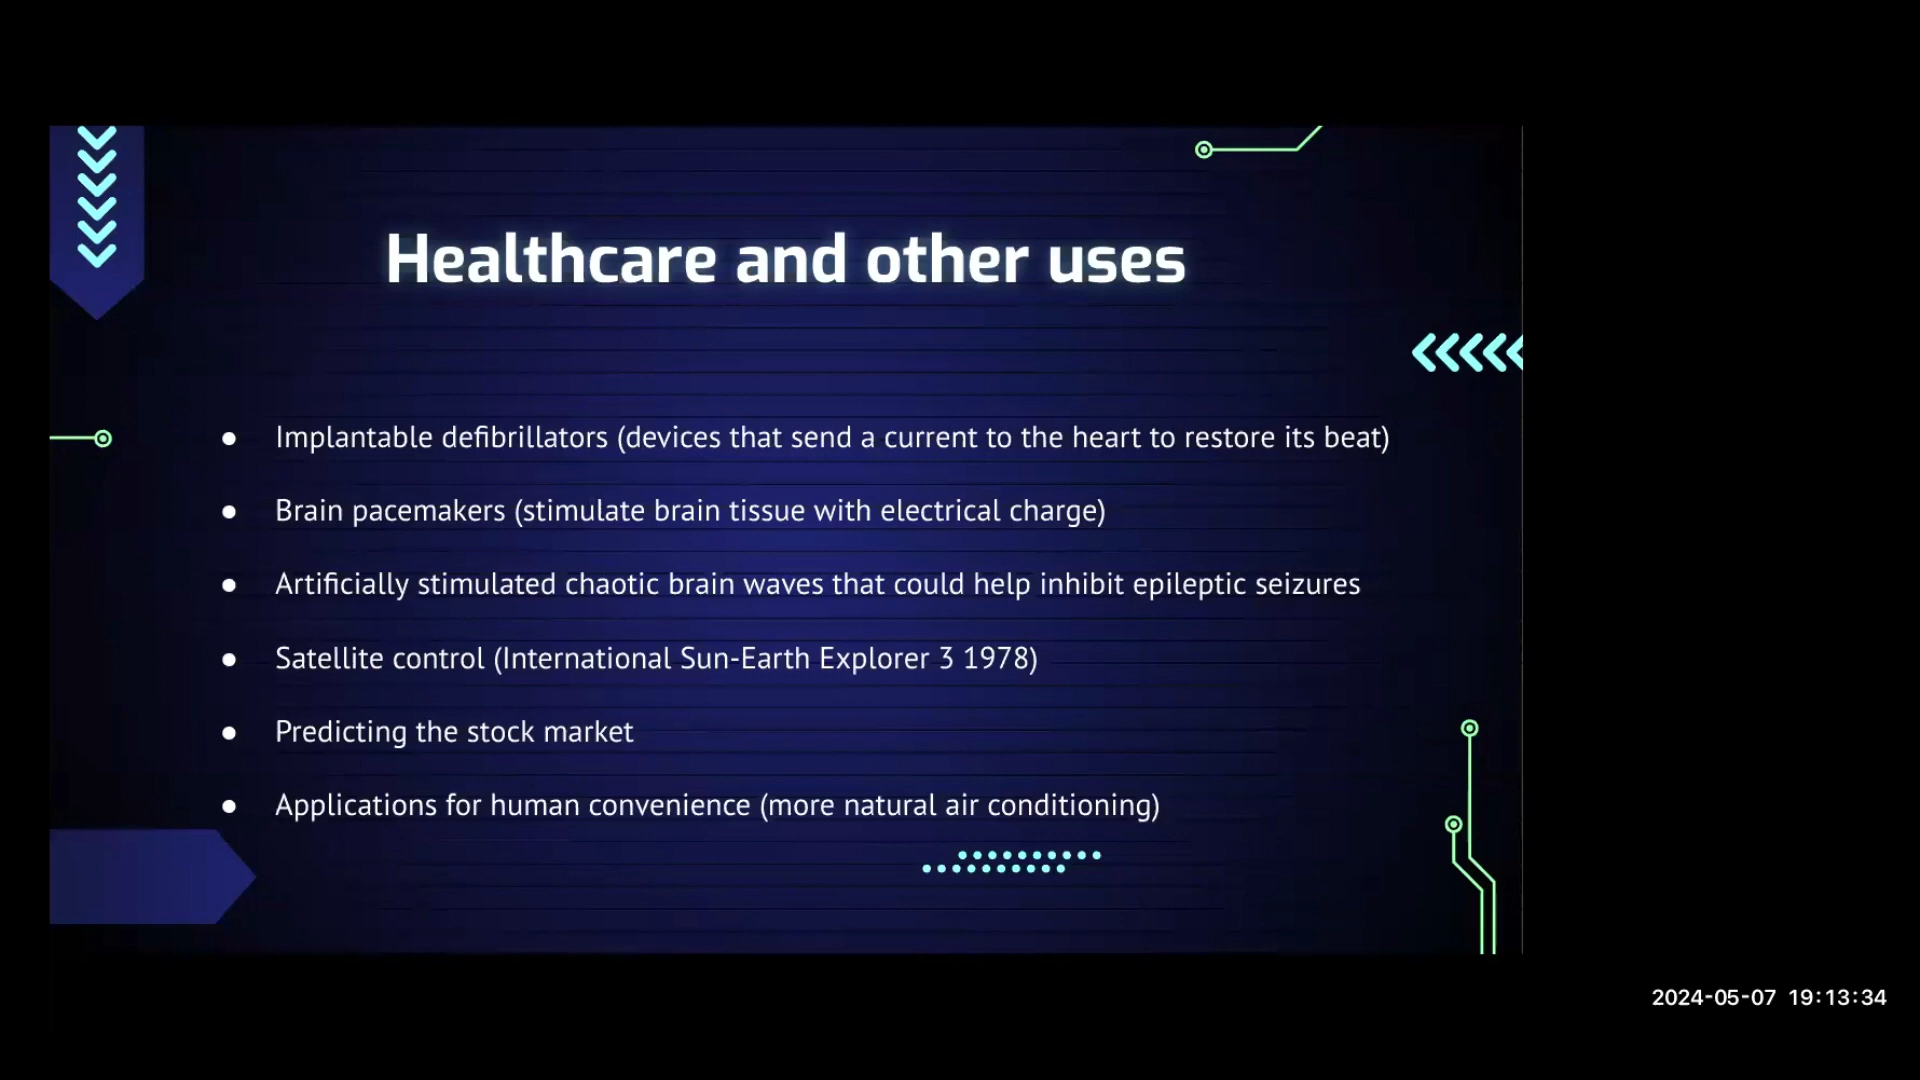 Healthcare and other uses
● Implantable defibrillators (devices that send a current to the heart to restore its beat)
● Brain pacemakers (stimulate brain tissue with electrical charge)
● Artificially stimulated chaotic brain waves that could help inhibit epileptic seizures
● Satellite control (International Sun-Earth Explorer 3 1978)
● Predicting the stock market
● Applications for human convenience (more natural air conditioning)
2024-05-07 19:13:34